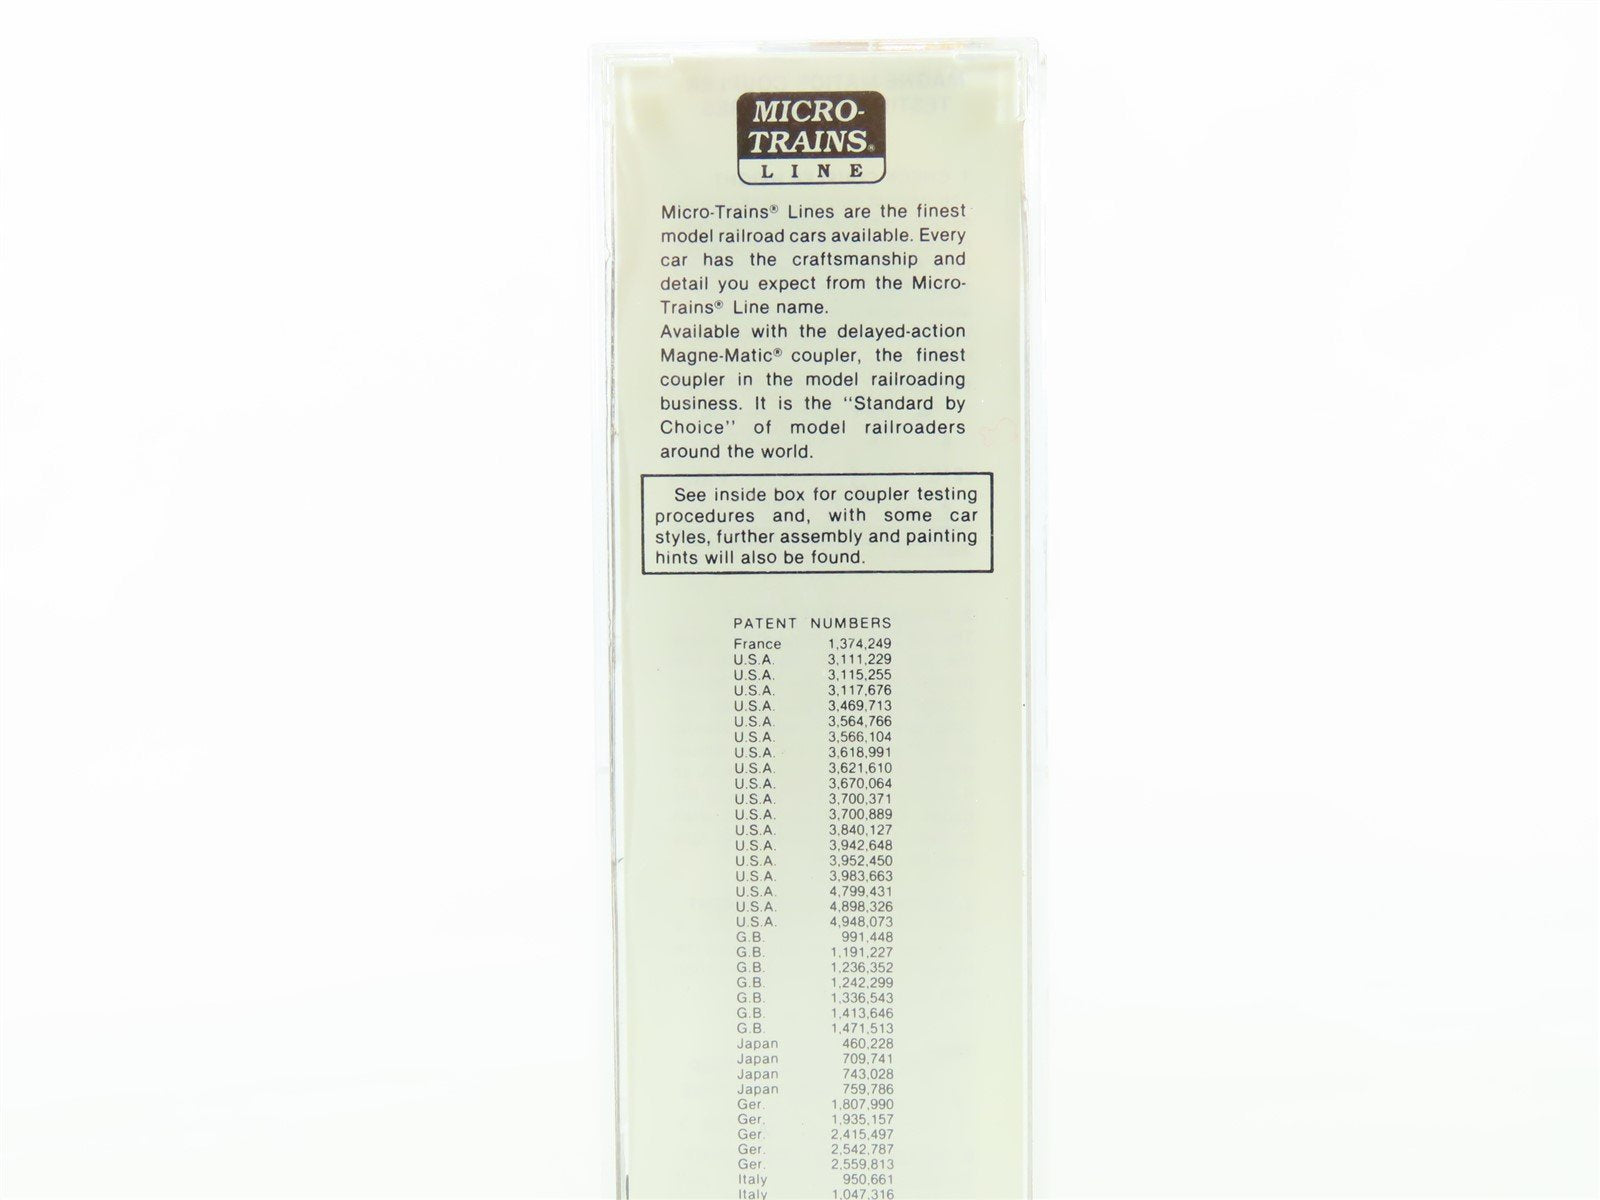 MICRO-
TRAINS®
LINE
Micro-Trains® Lines are the finest
model railroad cars available. Every
car has the craftsmanship and
detail you expect from the Micro-
Trains® Line name.
Available with the delayed-action
Magne-Matic® coupler, the finest
coupler in the model railroading
business. It is the "Standard by
Choice" of model railroaders
around the world.
See inside box for coupler testing
procedures and, with some car
styles, further assembly and painting
hints will also be found.
PATENT NUMBERS
France 1,374,249
U.S.A. 3,111,229
U.S.A. 3,115,255
U.S.A. 3,117,676
U.S.A. 3,469,713
U.S.A. 3,564,766
U.S.A. 3,566,104
U.S.A. 3,618,991
U.S.A. 3,621,610
U.S.A. 3,670,064
U.S.A. 3,700,371
U.S.A. 3,700,889
U.S.A. 3,840,127
U.S.A. 3,942,648
U.S.A. 3,952,450
U.S.A. 3,983,663
U.S.A. 4,799,431
U.S.A. 4,898,326
U.S.A. 4,948,073
G.B. 991,448
G.B. 1,191,227
G.B. 1,236,352
G.B. 1,242,299
G.B. 1,336,543
G.B. 1,413,646
G.B. 1,471,513
Japan 460,228
Japan 709,741
Japan 743,028
Japan 759,786
Ger. 1,807,990
Ger. 1,935,157
Ger. 2,415,497
Ger. 2,542,787
Ger. 2,559,813
Italy 950,661
Italy 1,047,316